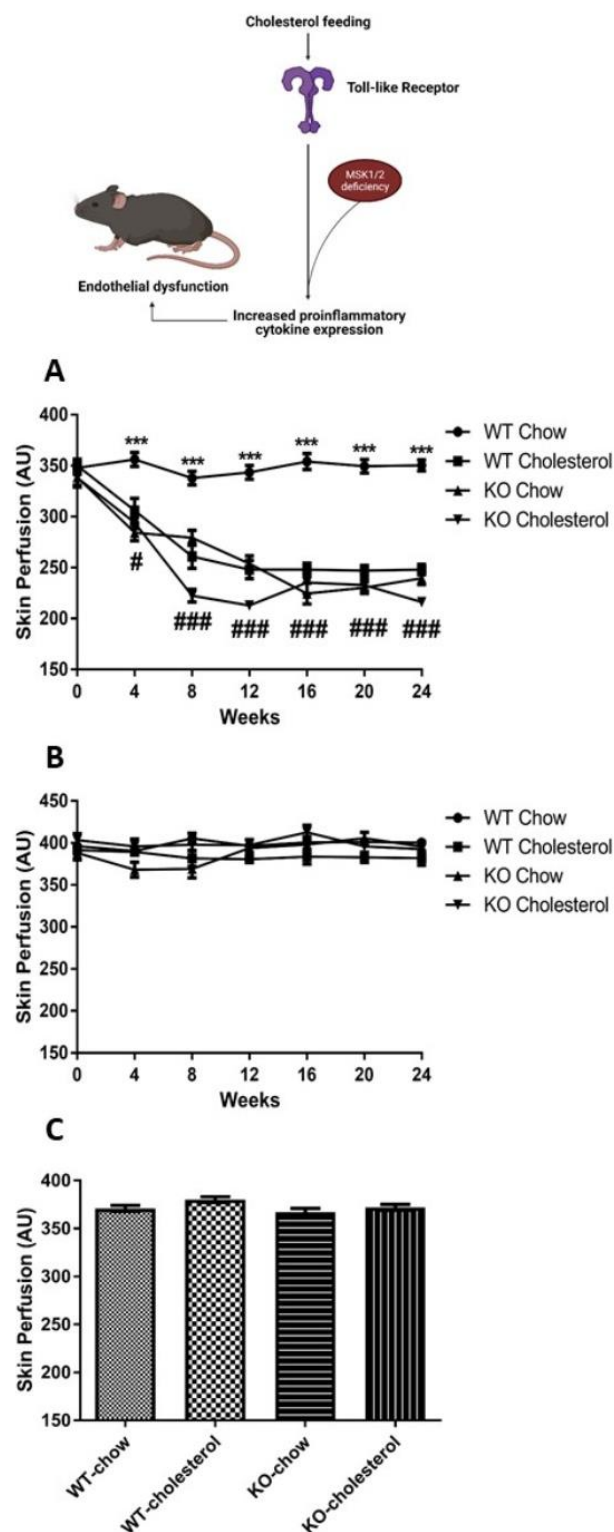 Cholesterol feeding
Toll-like Receptor
MSK1/2
deficiency
Endothelial dysfunction
Increased proinflammatory
cytokine expression
A
400
350
300
250
200
150
Skin Perfusion (AU)
*** *** *** *** *** ***
# ### ### ### ### ###
0 4 8 12 16 20 24
Weeks
WT Chow
WT Cholesterol
KO Chow
KO Cholesterol
B
450
400
350
300
250
200
150
Skin Perfusion (AU)
0 4 8 12 16 20 24
Weeks
WT Chow
WT Cholesterol
KO Chow
KO Cholesterol
C
400
350
300
250
200
150
Skin Perfusion (AU)
WT-chow
WT-cholesterol
KO-chow
KO-cholesterol